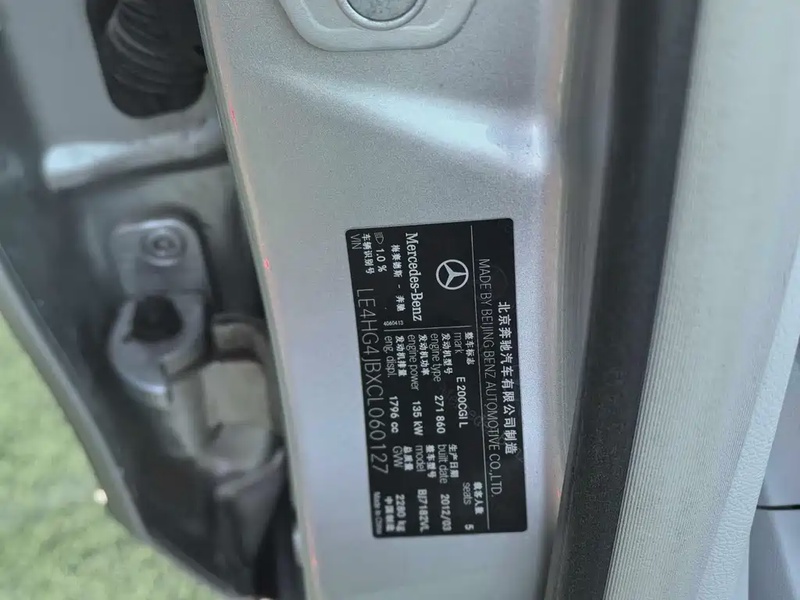 北京奔驰汽车有限公司制造
MADE BY BEIJING BENZ AUTOMOTIVE CO.,LTD.
Mercedes-Benz
梅赛德斯 - 奔驰
整车标志 E 200CGI L 载客人数 5
mark seats
发动机型号 271 860 生产日期 2012/03
engine type built date
发动机功率 135 kW 整车型号 BJ7182VL
engine power model
1.0 % 发动机排量 1796 cc 总质量 2280 kg
eng. displ. GVW
车辆识别号 LE4HG4JBXCL060127 中国制造
VIN Made in China